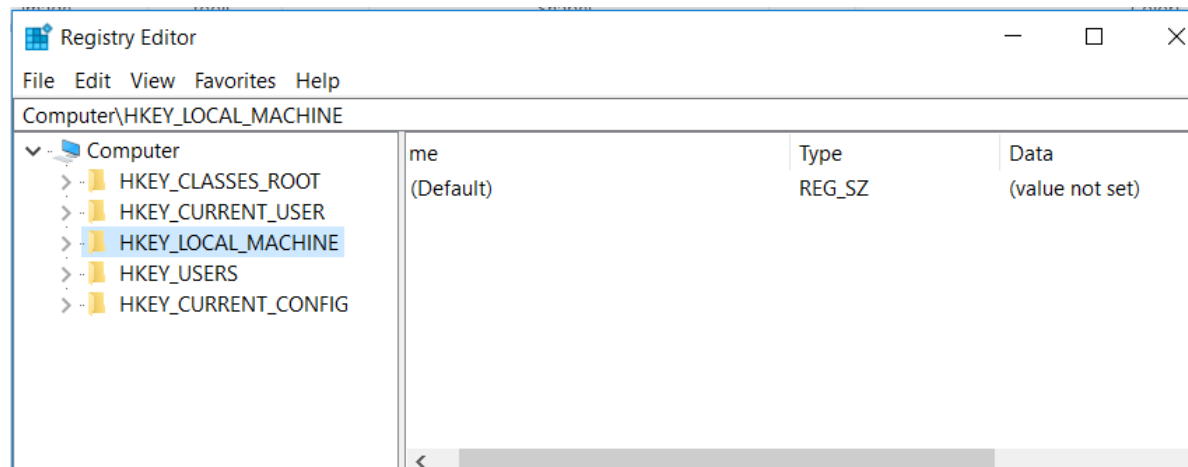 Registry Editor
File Edit View Favorites Help
Computer\HKEY_LOCAL_MACHINE
Computer
HKEY_CLASSES_ROOT
HKEY_CURRENT_USER
HKEY_LOCAL_MACHINE
HKEY_USERS
HKEY_CURRENT_CONFIG
me Type Data
(Default) REG_SZ (value not set)